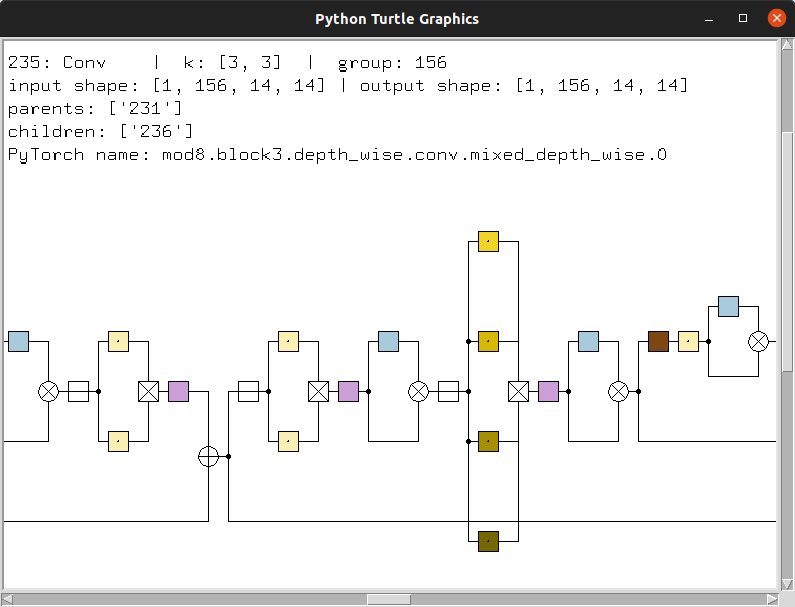 Python Turtle Graphics
235: Conv | k: [3, 3] | group: 156
input shape: [1, 156, 14, 14] | output shape: [1, 156, 14, 14]
parents: ['231']
children: ['236']
PyTorch name: mod8.block3.depth_wise.conv.mixed_depth_wise.0